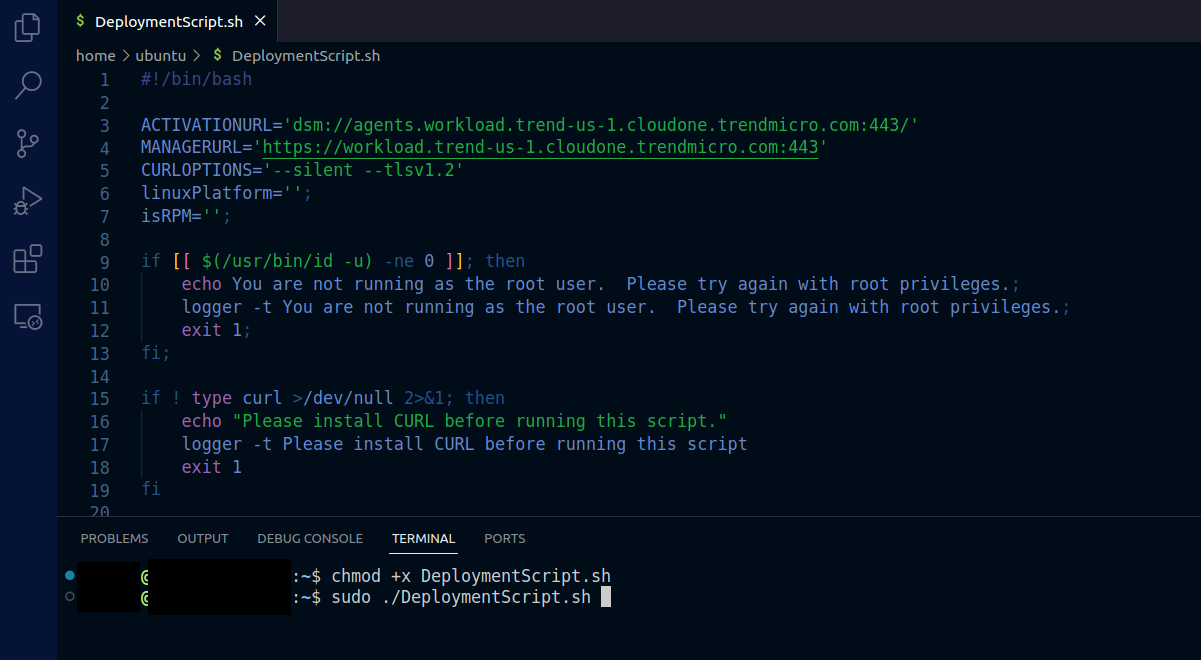 $ DeploymentScript.sh ×
home > ubuntu > $ DeploymentScript.sh
1 #!/bin/bash
2
3 ACTIVATIONURL='dsm://agents.workload.trend-us-1.cloudone.trendmicro.com:443/'
4 MANAGERURL='https://workload.trend-us-1.cloudone.trendmicro.com:443'
5 CURLOPTIONS='--silent --tlsv1.2'
6 linuxPlatform='';
7 isRPM='';
8
9 if [[ $(/usr/bin/id -u) -ne 0 ]]; then
10 echo You are not running as the root user.  Please try again with root privileges.;
11 logger -t You are not running as the root user.  Please try again with root privileges.;
12 exit 1;
13 fi;
14
15 if ! type curl >/dev/null 2>&1; then
16 echo "Please install CURL before running this script."
17 logger -t Please install CURL before running this script
18 exit 1
19 fi
20
PROBLEMS OUTPUT DEBUG CONSOLE TERMINAL PORTS
@ :~$ chmod +x DeploymentScript.sh
@ :~$ sudo ./DeploymentScript.sh